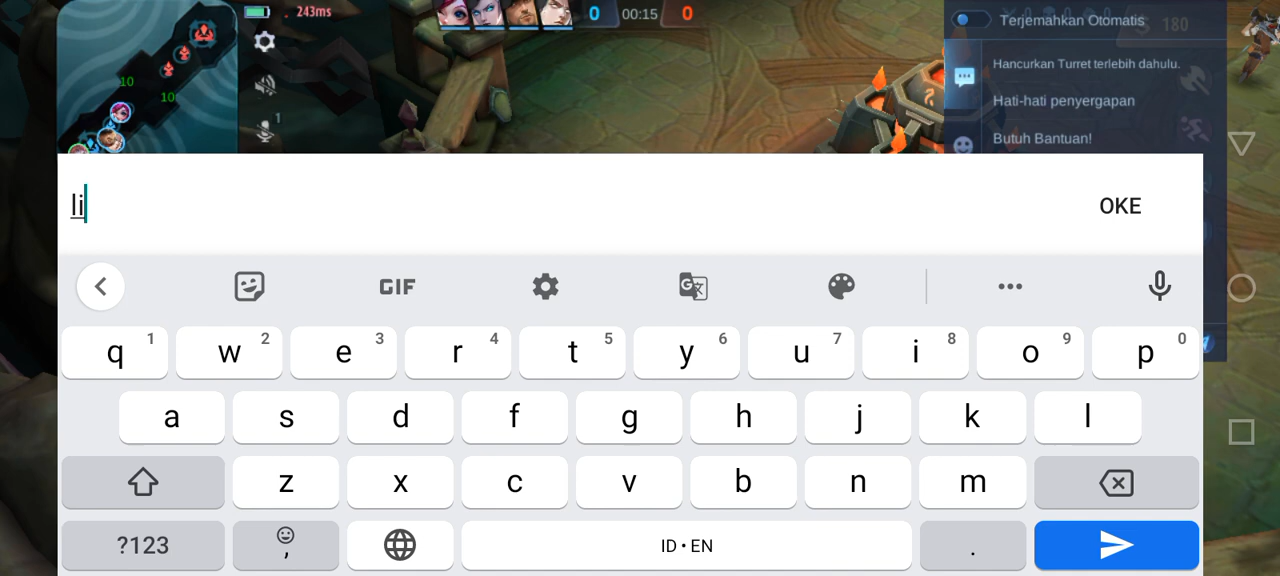 243ms
0 00:15 0
Terjemahkan Otomatis
180
10
10
1
Hancurkan Turret terlebih dahulu.
Hati-hati penyergapan
Butuh Bantuan!
li
OKE
GIF
q 1 w 2 e 3 r 4 t 5 y 6 u 7 i 8 o 9 p 0
a s d f g h j k l
z x c v b n m
?123 , ID • EN .